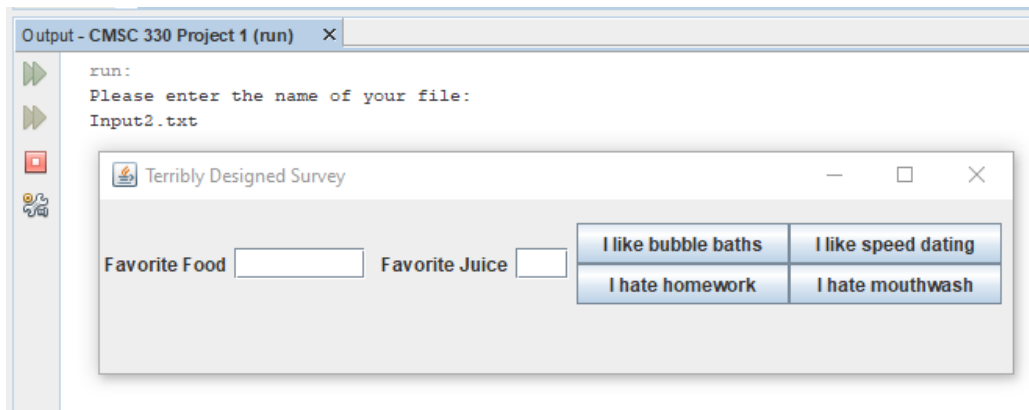 Output - CMSC 330 Project 1 (run) X
run:
Please enter the name of your file:
Input2.txt
Terribly Designed Survey
Favorite Food Favorite Juice
I like bubble baths I like speed dating
I hate homework I hate mouthwash